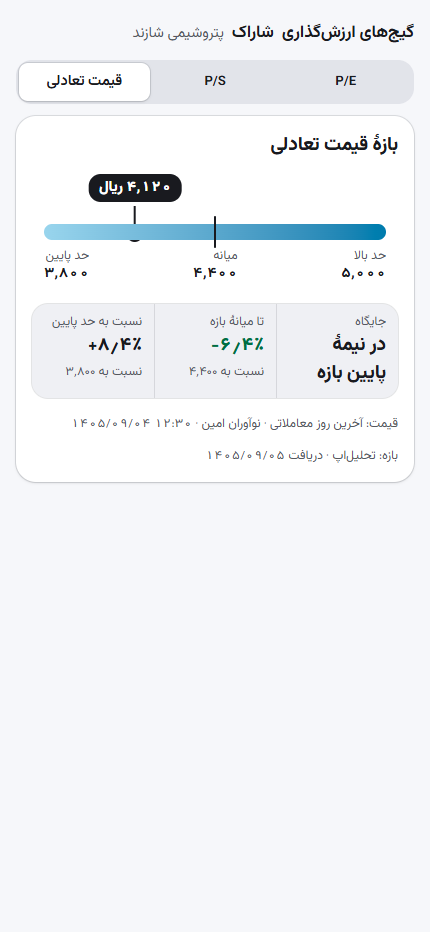 گیج‌های ارزش‌گذاری شاراک پتروشیمی شازند
P/E
P/S
قیمت تعادلی
بازهٔ قیمت تعادلی
۴,۱۲۰ ریال
حد بالا
۵,۰۰۰
میانه
۴,۴۰۰
حد پایین
۳,۸۰۰
جایگاه
در نیمهٔ
پایین بازه
تا میانهٔ بازه
-۶٫۴٪
نسبت به ۴,۴۰۰
نسبت به حد پایین
+۸٫۴٪
نسبت به ۳,۸۰۰
قیمت: آخرین روز معاملاتی · نوآوران امین · ۱۴۰۵/۰۹/۰۴ ۱۲:۳۰
بازه: تحلیل‌اپ · دریافت ۱۴۰۵/۰۹/۰۵